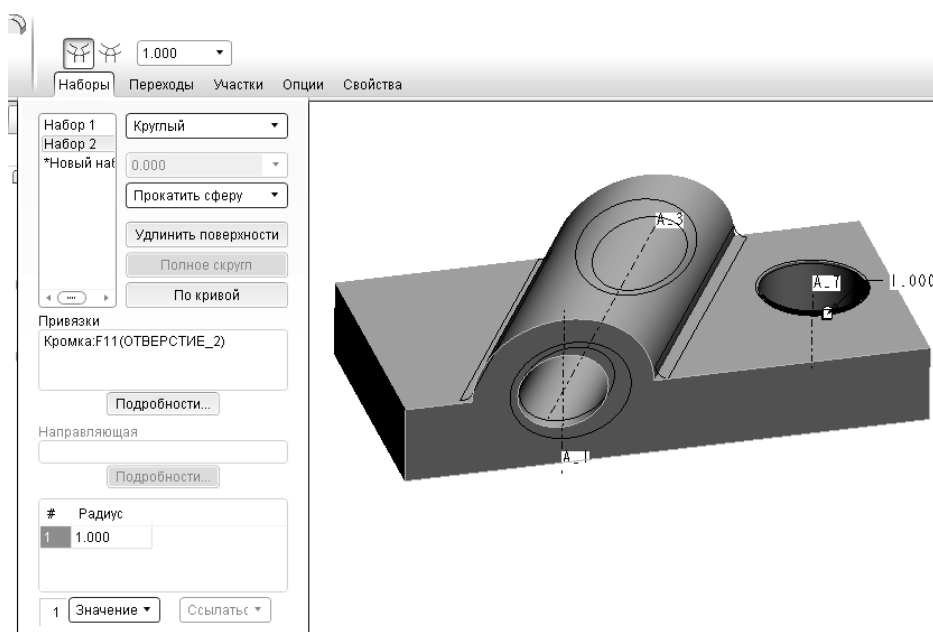 1.000
Наборы Переходы Участки Опции Свойства
Набор 1
Набор 2
*Новый наб
Круглый
0.000
Прокатить сферу
Удлинить поверхности
Полное скругл
По кривой
Привязки
Кромка:F11(ОТВЕРСТИЕ_2)
Подробности...
Направляющая
Подробности...
# Радиус
1 1.000
1 Значение Ссылатьс
A_3
A_7 1.000
A_1